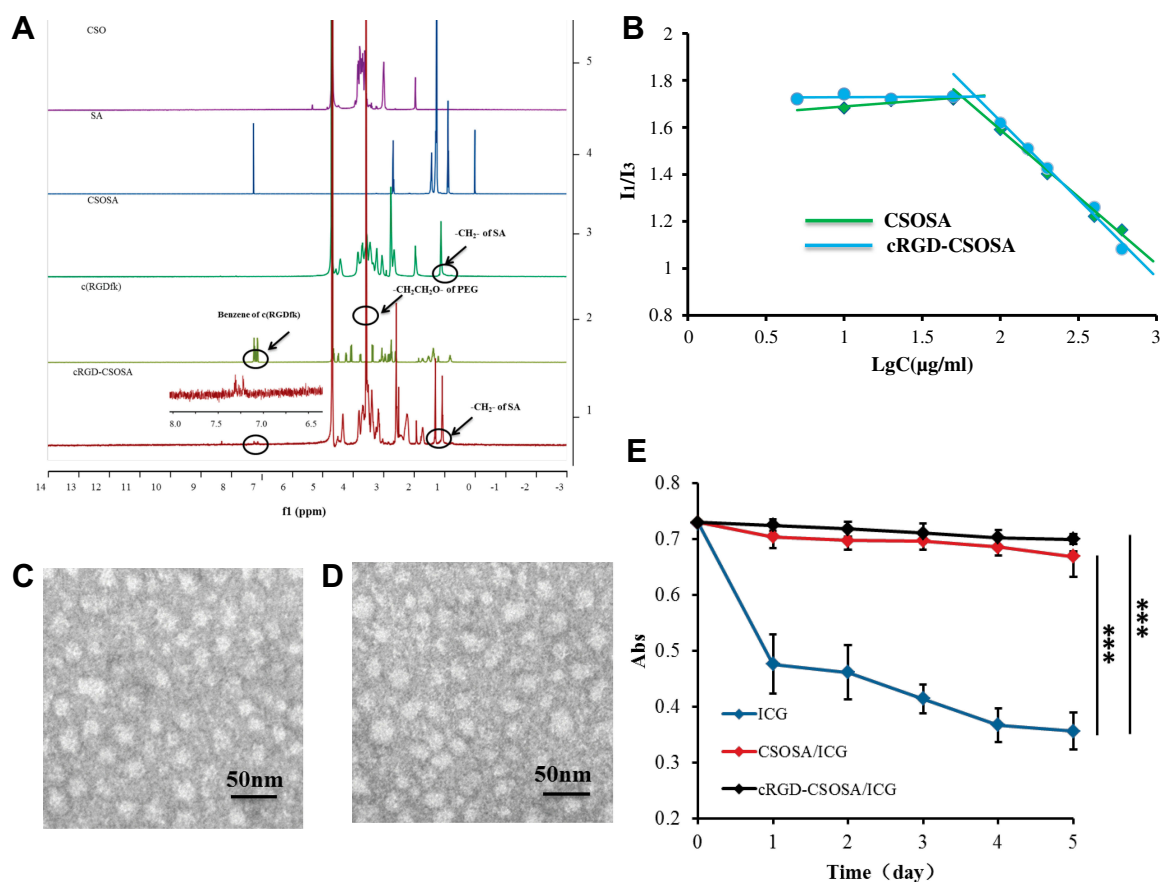 A
CSO
5
SA
4
CSOSA
-CH2- of SA
3
c(RGDfk)
-CH2CH2O- of PEG
Benzene of c(RGDfk)
2
cRGD-CSOSA
8.0 7.5 7.0 6.5
-CH2- of SA
1
14 13 12 11 10 9 8 7 6 5 4 3 2 1 0 -1 -2 -3
f1 (ppm)
B
2
1.8
1.6
1.4
1.2
1
0.8
I1/I3
CSOSA
cRGD-CSOSA
0 0.5 1 1.5 2 2.5 3
LgC(μg/ml)
C
50nm
D
50nm
E
0.8
0.7
0.6
0.5
0.4
0.3
0.2
Abs
ICG
CSOSA/ICG
cRGD-CSOSA/ICG
***
***
0 1 2 3 4 5
Time（day）